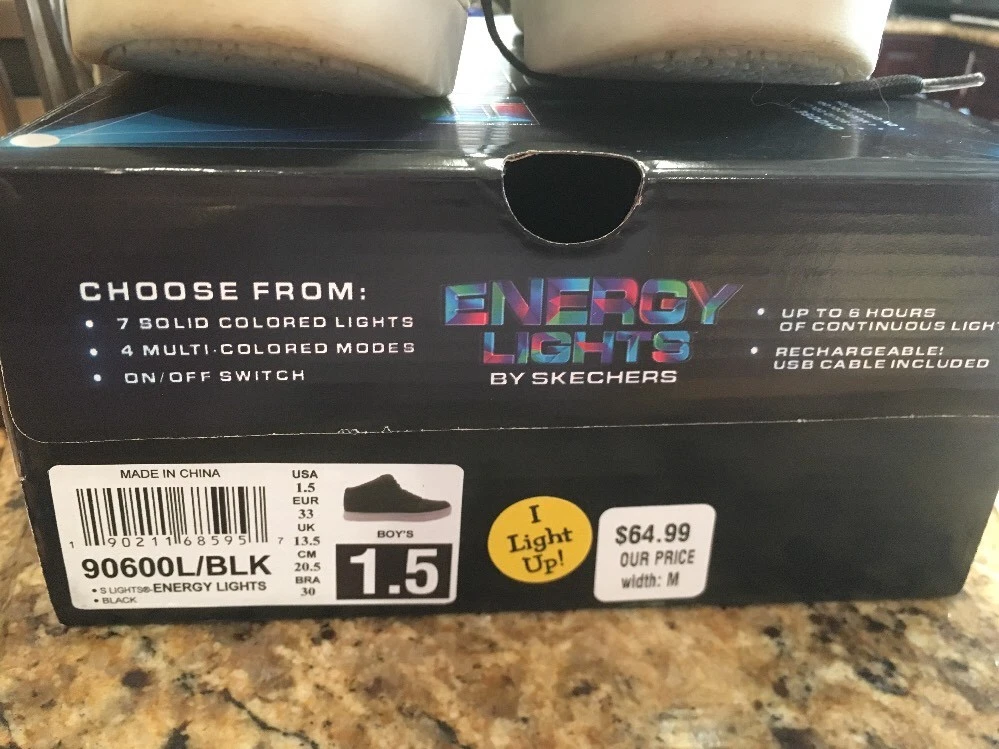 CHOOSE FROM:
• 7 SOLID COLORED LIGHTS
• 4 MULTI-COLORED MODES
• ON/OFF SWITCH
ENERGY
LIGHTS
BY SKECHERS
• UP TO 6 HOURS
OF CONTINUOUS LIGH
• RECHARGEABLE!
USB CABLE INCLUDED
MADE IN CHINA
1 90211 68595 7
90600L/BLK
• S LIGHTS®-ENERGY LIGHTS
• BLACK
USA
1.5
EUR
33
UK
13.5
CM
20.5
BRA
30
BOY'S
1.5
I
Light
Up!
$64.99
OUR PRICE
width: M